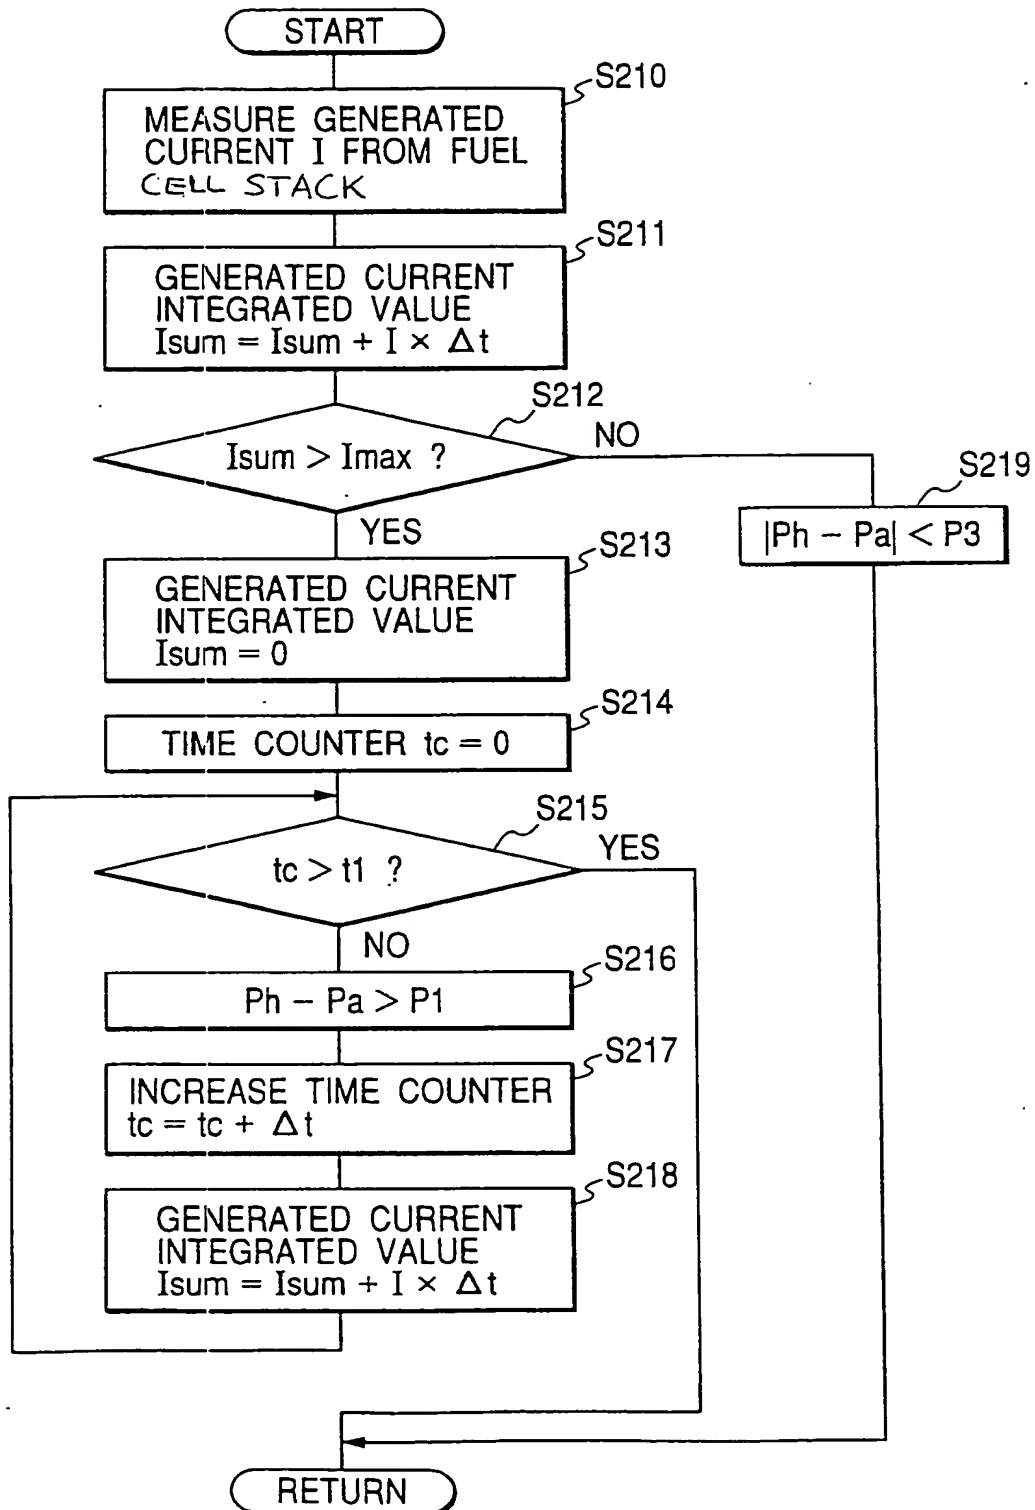 START
S210
MEASURE GENERATED
CURRENT I FROM FUEL
CELL STACK
S211
GENERATED CURRENT
INTEGRATED VALUE
Isum = Isum + I × Δt
S212
Isum > Imax ?
NO
YES
S219
|Ph − Pa| < P3
S213
GENERATED CURRENT
INTEGRATED VALUE
Isum = 0
S214
TIME COUNTER tc = 0
S215
tc > t1 ?
YES
NO
S216
Ph − Pa > P1
S217
INCREASE TIME COUNTER
tc = tc + Δt
S218
GENERATED CURRENT
INTEGRATED VALUE
Isum = Isum + I × Δt
RETURN